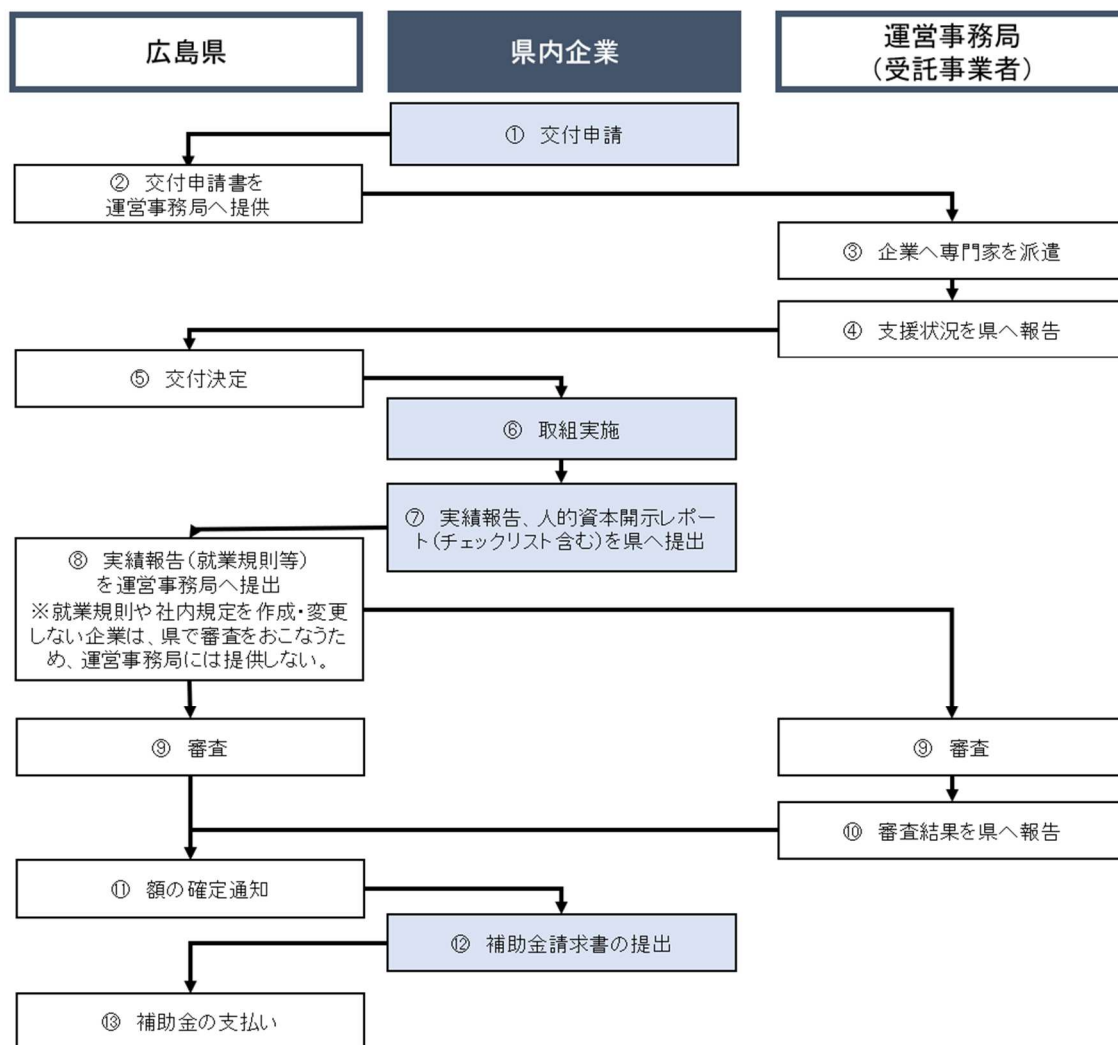 広島県
県内企業
運営事務局
(受託事業者)
① 交付申請
② 交付申請書を
運営事務局へ提供
③ 企業へ専門家を派遣
④ 支援状況を県へ報告
⑤ 交付決定
⑥ 取組実施
⑦ 実績報告、人的資本開示レポー
ト(チェックリスト含む)を県へ提出
⑧ 実績報告(就業規則等)
を運営事務局へ提出
※就業規則や社内規定を作成・変更
しない企業は、県で審査をおこなうた
め、運営事務局には提供しない。
⑨ 審査
⑨ 審査
⑩ 審査結果を県へ報告
⑪ 額の確定通知
⑫ 補助金請求書の提出
⑬ 補助金の支払い